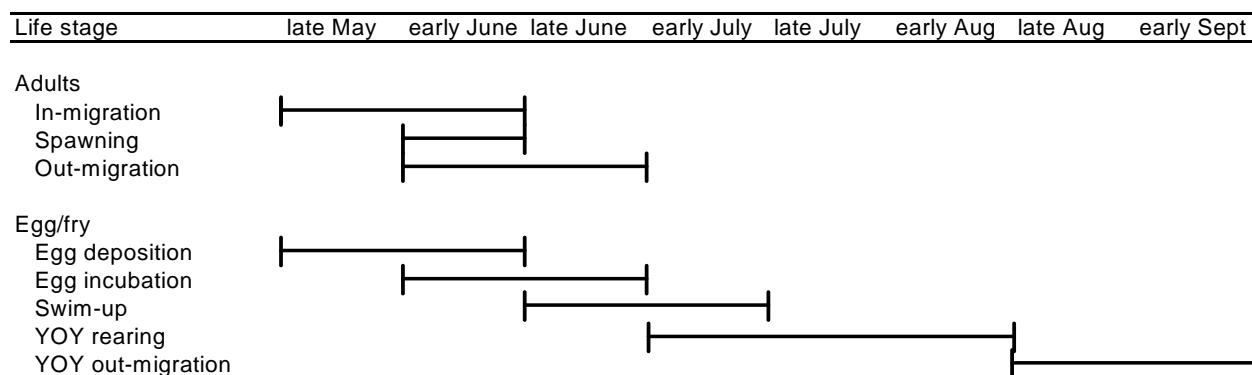 Life stage late May early June late June early July late July early Aug late Aug early Sept
Adults
In-migration
Spawning
Out-migration
Egg/fry
Egg deposition
Egg incubation
Swim-up
YOY rearing
YOY out-migration